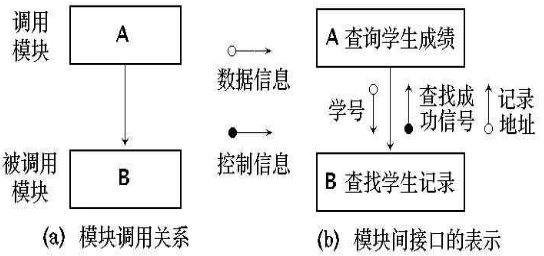 调用
模块
A
数据信息
控制信息
被调用
模块
B
(a) 模块调用关系
A 查询学生成绩
学号
查找成
功信号
记录
地址
B 查找学生记录
(b) 模块间接口的表示